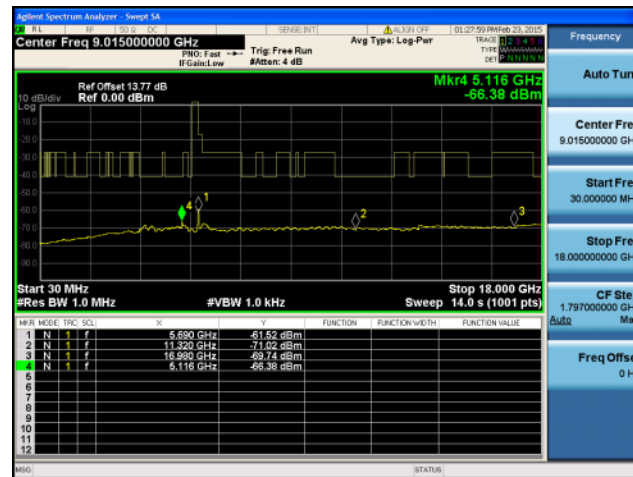 Agilent Spectrum Analyzer - Swept SA
RL RF 50 Ω DC SENSE:INT ALIGN OFF 01:27:59 PM Feb 23, 2015
Center Freq 9.015000000 GHz
PNO: Fast
IFGain:Low
Trig: Free Run
#Atten: 4 dB
Avg Type: Log-Pwr
TRACE 1 2 3 4 5 6
TYPE
DET P N N N N N
Mkr4 5.116 GHz
-66.38 dBm
Ref Offset 13.77 dB
10 dB/div Ref 0.00 dBm
Log
-10.0
-20.0
-30.0
-40.0
-50.0
-60.0
-70.0
-80.0
-90.0
4 1 2 3
Start 30 MHz Stop 18.000 GHz
#Res BW 1.0 MHz #VBW 1.0 kHz Sweep 14.0 s (1001 pts)
MKR MODE TRC SCL X Y FUNCTION FUNCTION WIDTH FUNCTION VALUE
1 N 1 f 5.690 GHz -61.52 dBm
2 N 1 f 11.320 GHz -71.02 dBm
3 N 1 f 16.980 GHz -69.74 dBm
4 N 1 f 5.116 GHz -66.38 dBm
5
6
7
8
9
10
11
12
MSG STATUS
Frequency
Auto Tun
Center Fre
9.015000000 GH
Start Fre
30.000000 MH
Stop Fre
18.000000000 GH
CF Ste
1.797000000 GH
Auto Ma
Freq Offse
0 H